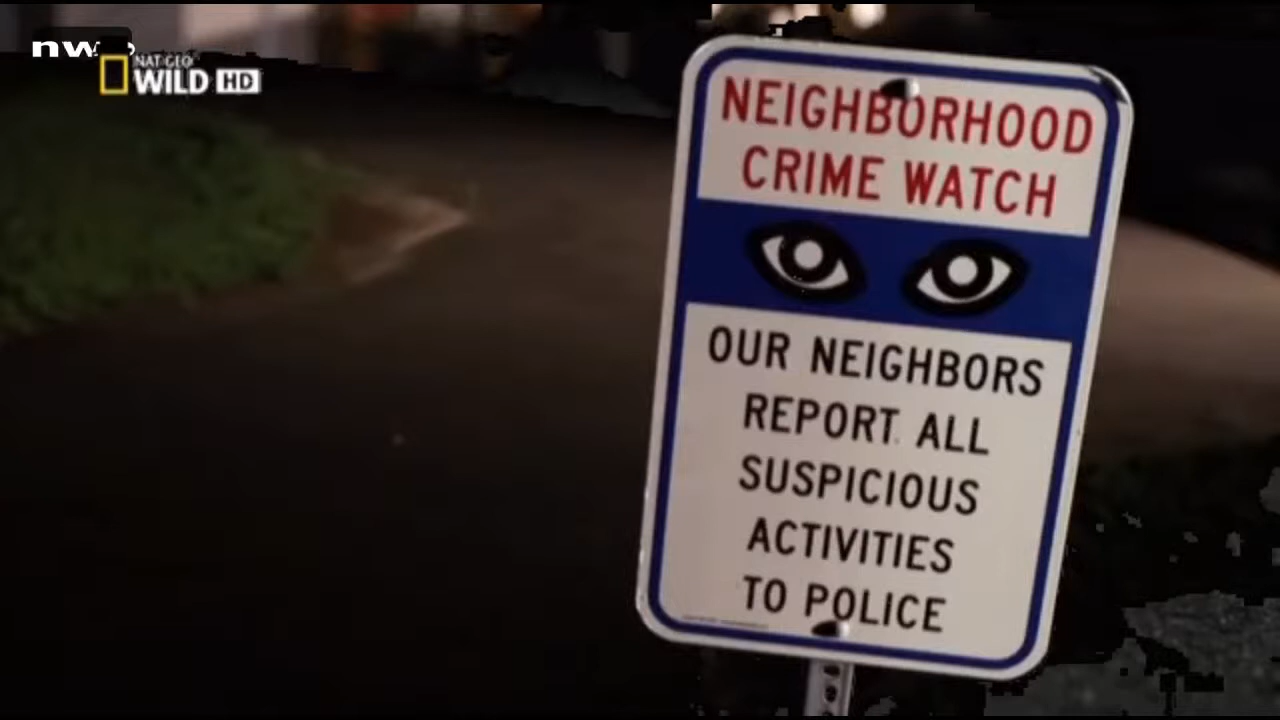 NAT GEO
WILD HD
NEIGHBORHOOD
CRIME WATCH
OUR NEIGHBORS
REPORT ALL
SUSPICIOUS
ACTIVITIES
TO POLICE